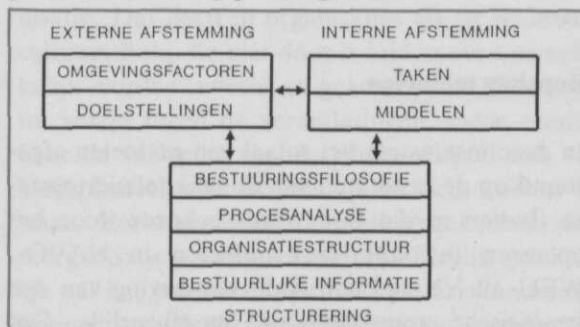 EXTERNE AFSTEMMING
INTERNE AFSTEMMING
OMGEVINGSFACTOREN
DOELSTELLINGEN
TAKEN
MIDDELEN
BESTUURINGSFILOSOFIE
PROCESANALYSE
ORGANISATIESTRUCTUUR
BESTUURLIJKE INFORMATIE
STRUCTURERING